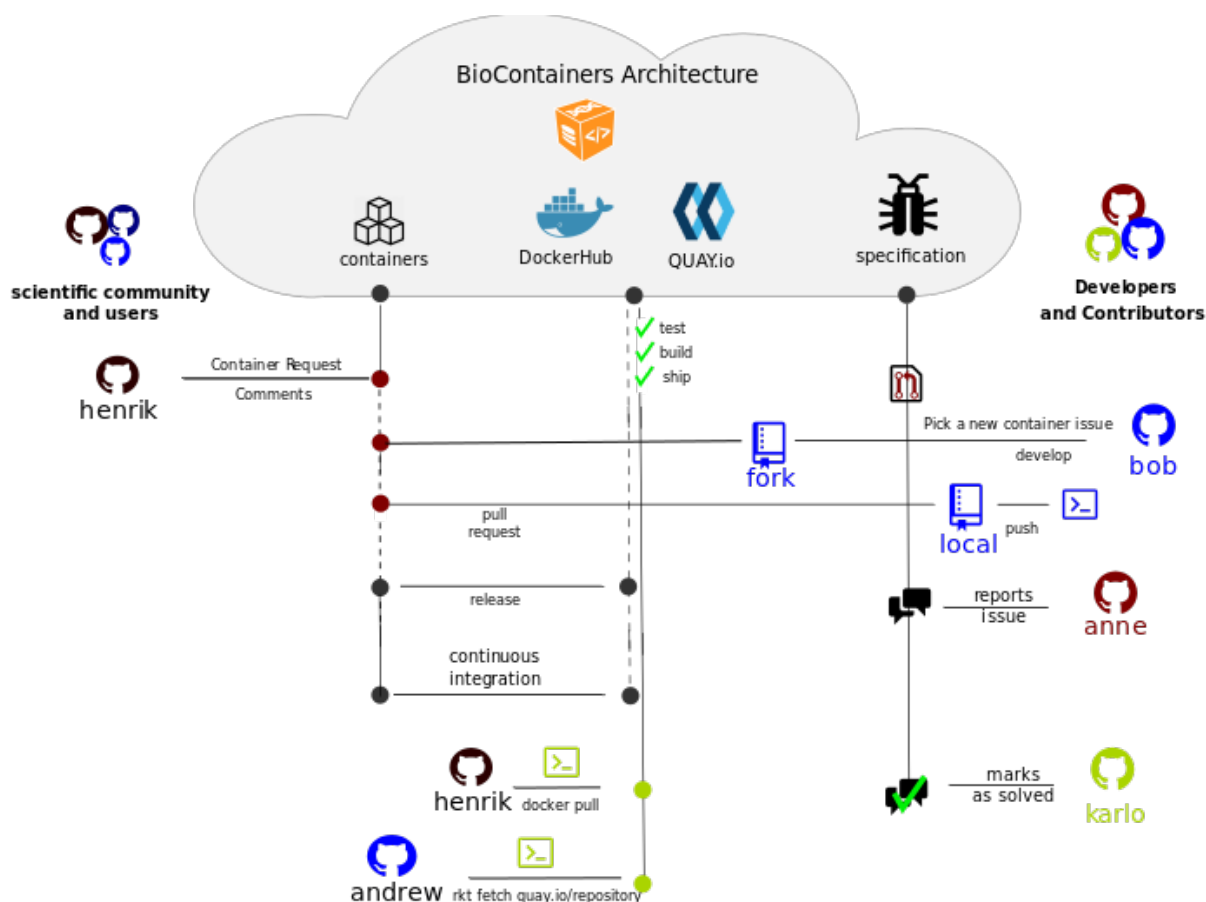 BioContainers Architecture
containers
DockerHub
QUAY.io
specification
scientific community
and users
Developers
and Contributors
test
build
ship
henrik
Container Request
Comments
Pick a new container issue
develop
bob
fork
pull
request
local
push
release
reports
issue
anne
continuous
integration
henrik
docker pull
marks
as solved
karlo
andrew
rkt fetch quay.io/repository